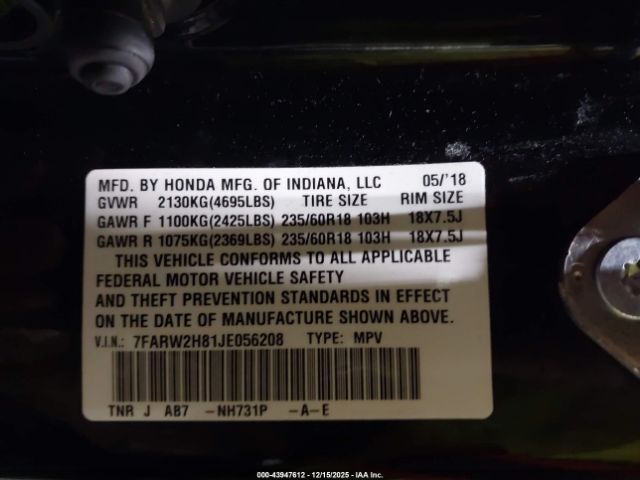 MFD. BY HONDA MFG. OF INDIANA, LLC 05/'18
GVWR 2130KG(4695LBS) TIRE SIZE RIM SIZE
GAWR F 1100KG(2425LBS) 235/60R18 103H 18X7.5J
GAWR R 1075KG(2369LBS) 235/60R18 103H 18X7.5J
THIS VEHICLE CONFORMS TO ALL APPLICABLE
FEDERAL MOTOR VEHICLE SAFETY
AND THEFT PREVENTION STANDARDS IN EFFECT
ON THE DATE OF MANUFACTURE SHOWN ABOVE.
V.I.N.: 7FARW2H81JE056208 TYPE: MPV
TNR J A87 -NH731P -A-E
000-43947612 - 12/15/2025 - IAA Inc.